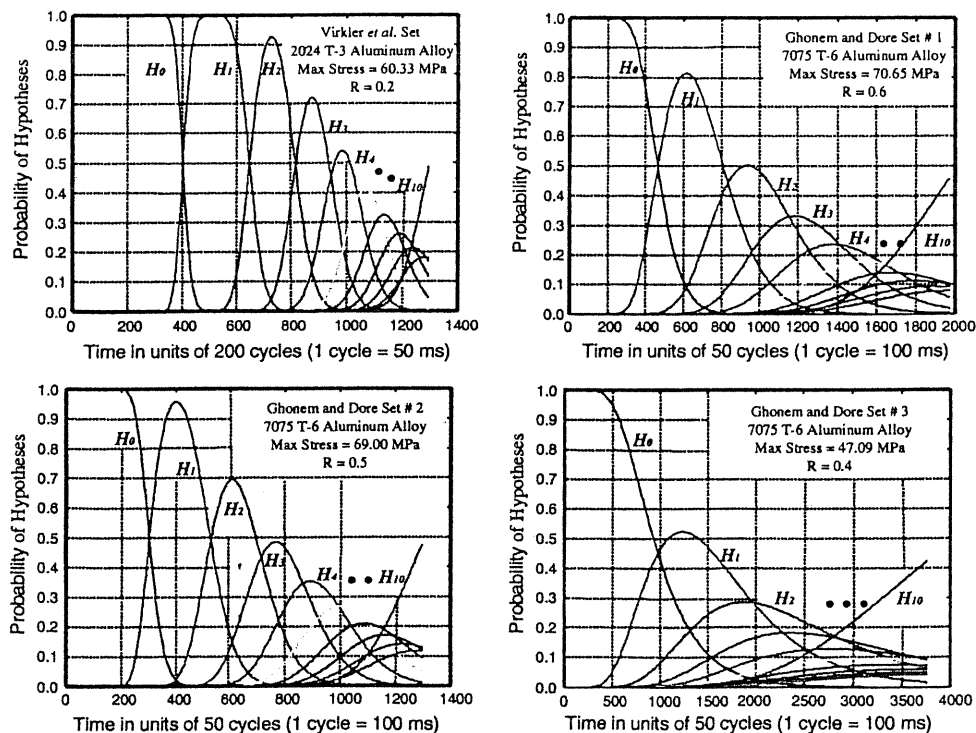 Virkler et al. Set
2024 T-3 Aluminum Alloy
Max Stress = 60.33 MPa
R = 0.2
Probability of Hypotheses
1.0
0.9
0.8
0.7
0.6
0.5
0.4
0.3
0.2
0.1
0.0
H0
H1
H2
H3
H4
H10
0 200 400 600 800 1000 1200 1400
Time in units of 200 cycles (1 cycle = 50 ms)
Ghonem and Dore Set # 1
7075 T-6 Aluminum Alloy
Max Stress = 70.65 MPa
R = 0.6
Probability of Hypotheses
1.0
0.9
0.8
0.7
0.6
0.5
0.4
0.3
0.2
0.1
0.0
H0
H1
H2
H3
H4
H10
0 200 400 600 800 1000 1200 1400 1600 1800 2000
Time in units of 50 cycles (1 cycle = 100 ms)
Ghonem and Dore Set # 2
7075 T-6 Aluminum Alloy
Max Stress = 69.00 MPa
R = 0.5
Probability of Hypotheses
1.0
0.9
0.8
0.7
0.6
0.5
0.4
0.3
0.2
0.1
0.0
H0
H1
H2
H3
H4
H10
0 200 400 600 800 1000 1200 1400
Time in units of 50 cycles (1 cycle = 100 ms)
Ghonem and Dore Set # 3
7075 T-6 Aluminum Alloy
Max Stress = 47.09 MPa
R = 0.4
Probability of Hypotheses
1.0
0.9
0.8
0.7
0.6
0.5
0.4
0.3
0.2
0.1
0.0
H0
H1
H2
H10
0 500 1000 1500 2000 2500 3000 3500 4000
Time in units of 50 cycles (1 cycle = 100 ms)